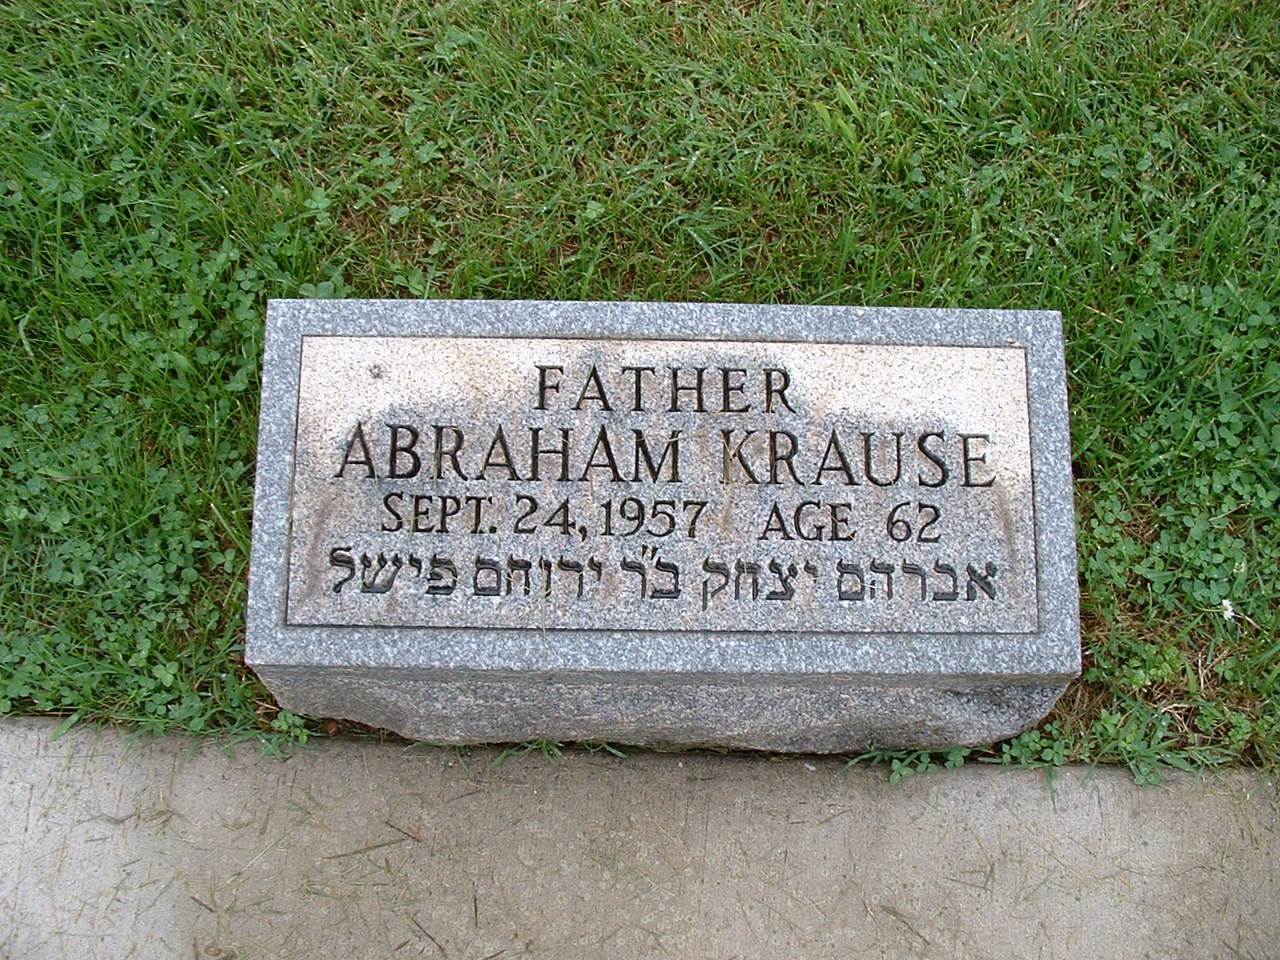 FATHER
ABRAHAM KRAUSE
SEPT. 24, 1957 AGE 62
אברהם יצחק ב"ר ירוחם פישל